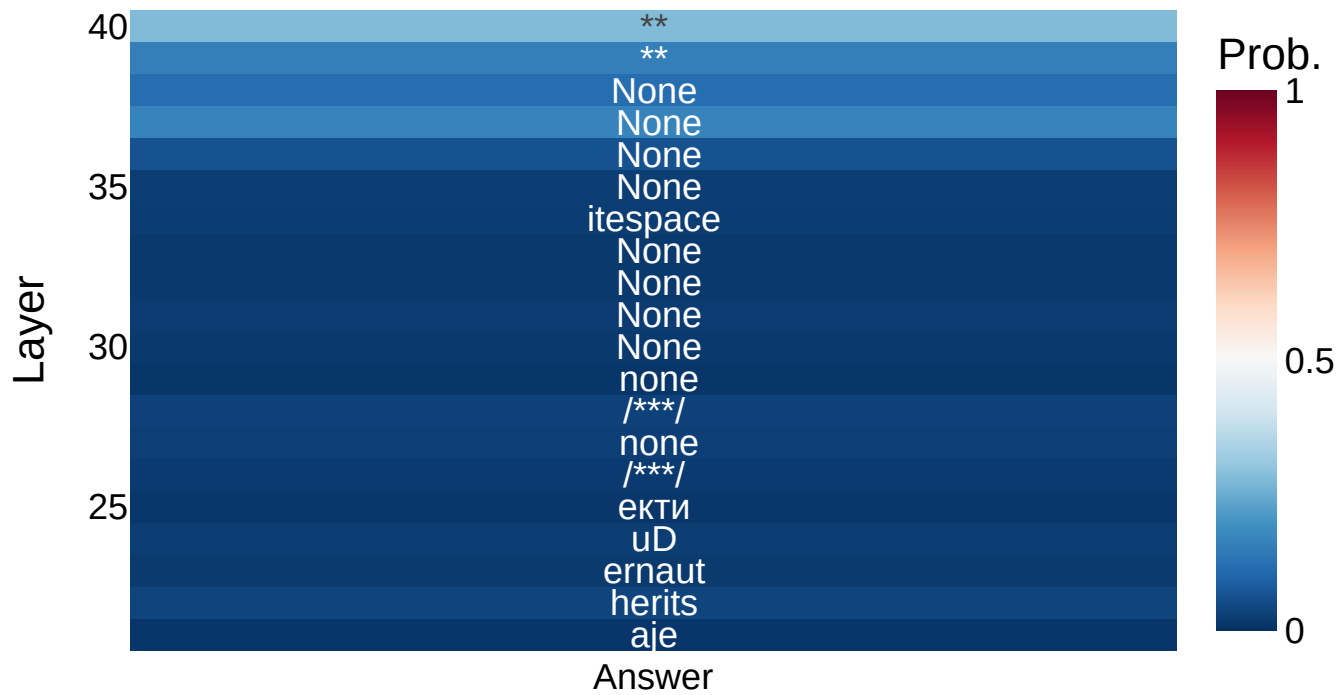 40
**
**
None
None
None
35
None
itespace
None
None
None
30
None
none
/***/
none
/***/
25
екти
uD
ernaut
herits
aje
Layer
Answer
Prob.
1
0.5
0